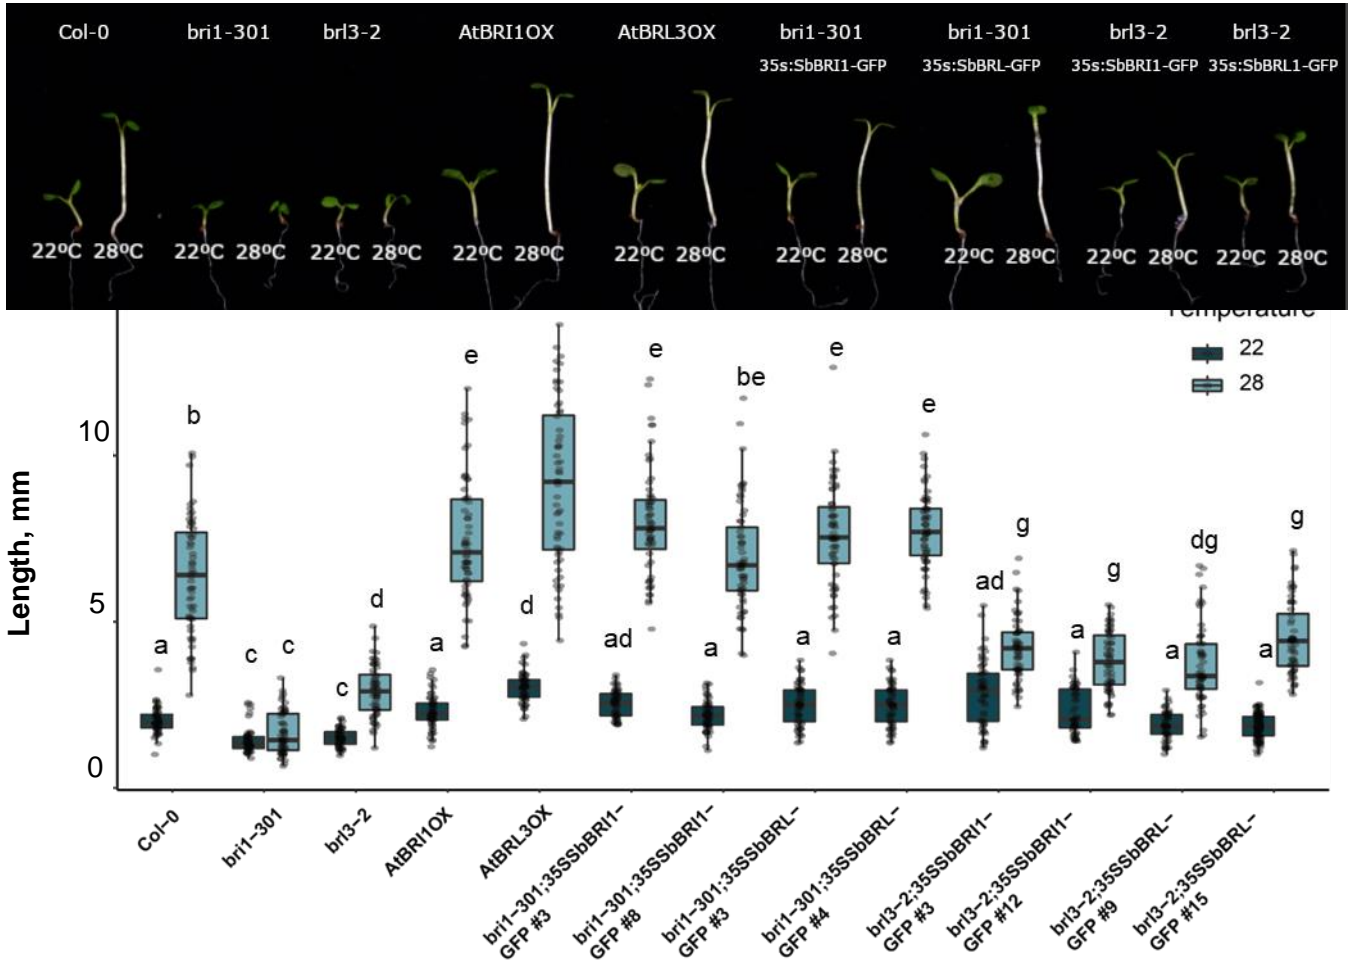 Col-0 bri1-301 brl3-2 AtBRI1OX AtBRL3OX bri1-301 bri1-301 brl3-2 brl3-2
35s:SbBRI1-GFP 35s:SbBRL-GFP 35s:SbBRI1-GFP 35s:SbBRL1-GFP
22ºC 28ºC 22ºC 28ºC 22ºC 28ºC 22ºC 28ºC 22ºC 28ºC 22ºC 28ºC 22ºC 28ºC 22ºC 28ºC 22ºC 28ºC
Temperature
22
28
Length, mm
10
5
0
a b c c c d a e d ad e a be a e a e ad g a g a dg a g
Col-0
bri1-301
brl3-2
AtBRI1OX
AtBRL3OX
bri1-301;35SSbBRI1-
GFP #3
bri1-301;35SSbBRI1-
GFP #8
bri1-301;35SSbBRL-
GFP #3
bri1-301;35SSbBRL-
GFP #4
brl3-2;35SSbBRI1-
GFP #3
brl3-2;35SSbBRI1-
GFP #12
brl3-2;35SSbBRL-
GFP #9
brl3-2;35SSbBRL-
GFP #15